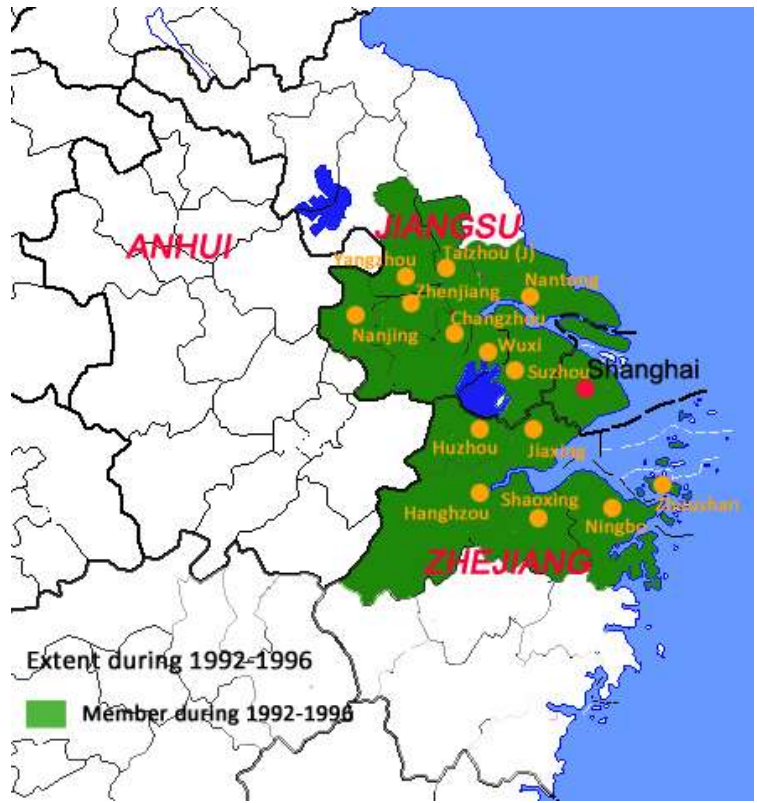 JIANGSU
ANHUI
Taizhou (J)
Yangzhou
Nantong
Zhenjiang
Changzhou
Nanjing
Wuxi
Shanghai
Suzhou
Huzhou
Jiaxing
Shaoxing
Zhoushan
Hanghzou
Ningbo
ZHEJIANG
Extent during 1992-1996
Member during 1992-1996